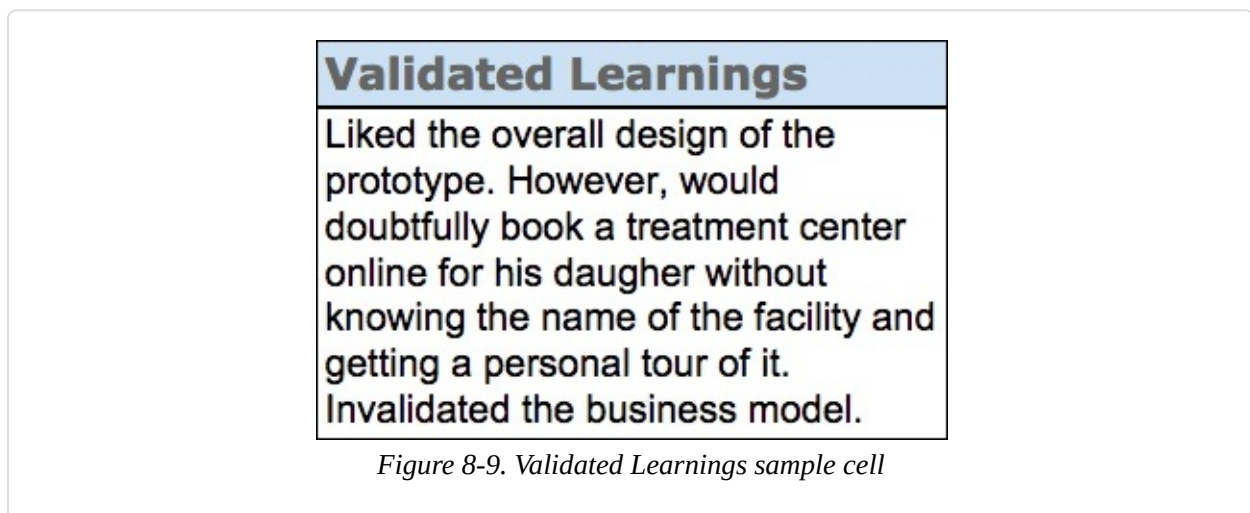 Validated Learnings
Liked the overall design of the
prototype. However, would
doubtfully book a treatment center
online for his daugher without
knowing the name of the facility and
getting a personal tour of it.
Invalidated the business model.
Figure 8-9. Validated Learnings sample cell